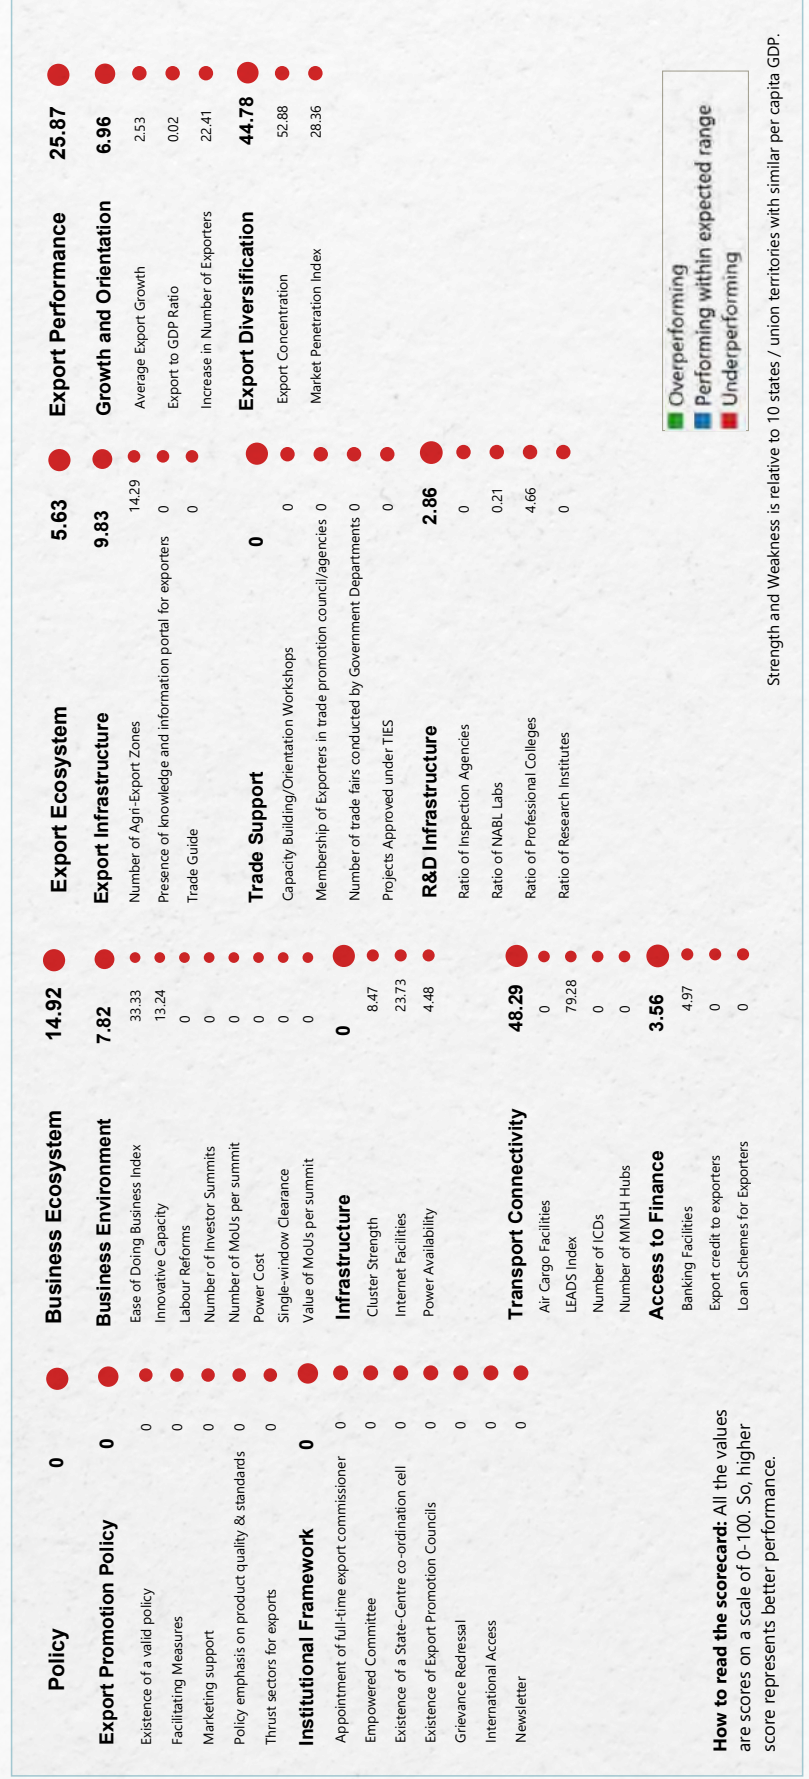 Policy 0
Export Promotion Policy 0
Existence of a valid policy 0
Facilitating Measures 0
Marketing support 0
Policy emphasis on product quality & standards 0
Thrust sectors for exports 0
Institutional Framework 0
Appointment of full-time export commissioner 0
Empowered Committee 0
Existence of a State-Centre co-ordination cell 0
Existence of Export Promotion Councils 0
Grievance Redressal 0
International Access 0
Newsletter 0
Business Ecosystem 14.92
Business Environment 7.82
Ease of Doing Business Index 33.33
Innovative Capacity 13.24
Labour Reforms 0
Number of Investor Summits 0
Number of MoUs per summit 0
Power Cost 0
Single-window Clearance 0
Value of MoUs per summit 0
Infrastructure 0
Cluster Strength 8.47
Internet Facilities 23.73
Power Availability 4.48
Transport Connectivity 48.29
Air Cargo Facilities 0
LEADS Index 79.28
Number of ICDs 0
Number of MMLH Hubs 0
Access to Finance 3.56
Banking Facilities 4.97
Export credit to exporters 0
Loan Schemes for Exporters 0
Export Ecosystem 5.63
Export Infrastructure 9.83
Number of Agri-Export Zones 14.29
Presence of knowledge and information portal for exporters 0
Trade Guide 0
Trade Support 0
Capacity Building/Orientation Workshops 0
Membership of Exporters in trade promotion council/agencies 0
Number of trade fairs conducted by Government Departments 0
Projects Approved under TIES 0
R&D Infrastructure 2.86
Ratio of Inspection Agencies 0
Ratio of NABL Labs 0.21
Ratio of Professional Colleges 4.66
Ratio of Research Institutes 0
Export Performance 25.87
Growth and Orientation 6.96
Average Export Growth 2.53
Export to GDP Ratio 0.02
Increase in Number of Exporters 22.41
Export Diversification 44.78
Export Concentration 52.88
Market Penetration Index 28.36
Overperforming
Performing within expected range
Underperforming
How to read the scorecard: All the values
are scores on a scale of 0-100. So, higher
score represents better performance.
Strength and Weakness is relative to 10 states / union territories with similar per capita GDP.